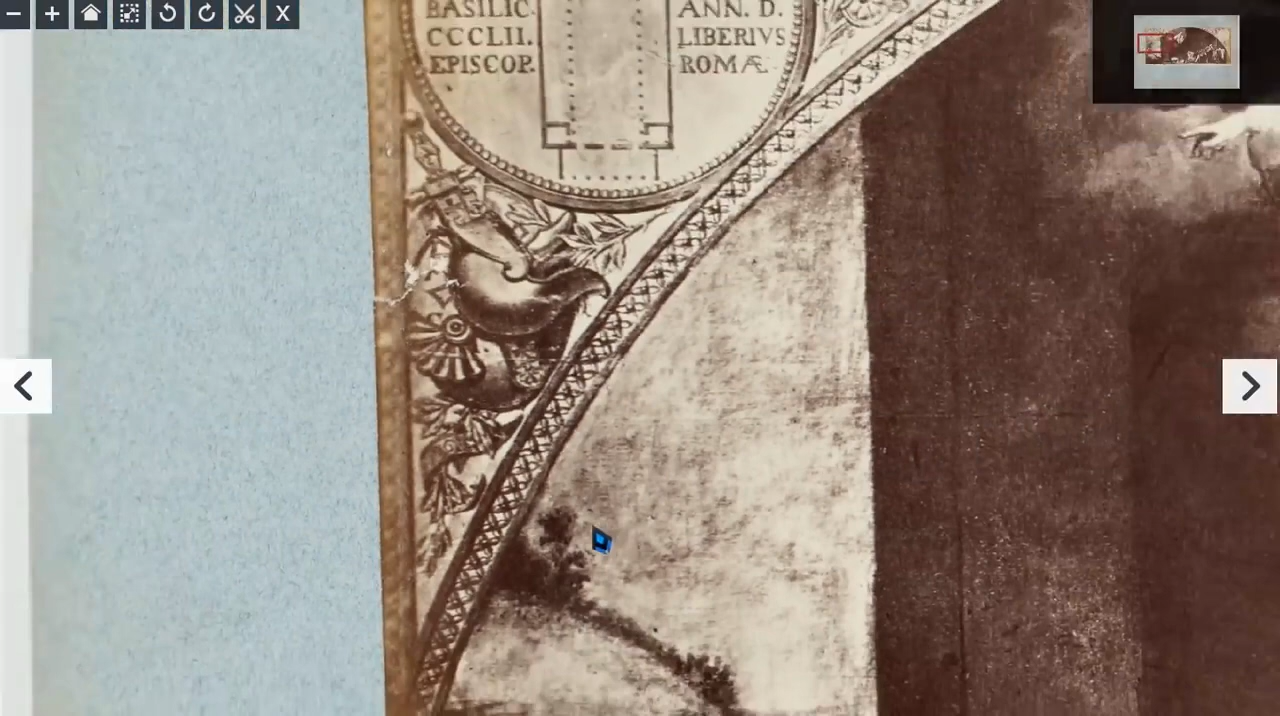 BASILIC.
CCCLII.
EPISCOP.
ANN. D.
LIBERIVS
ROMÆ.